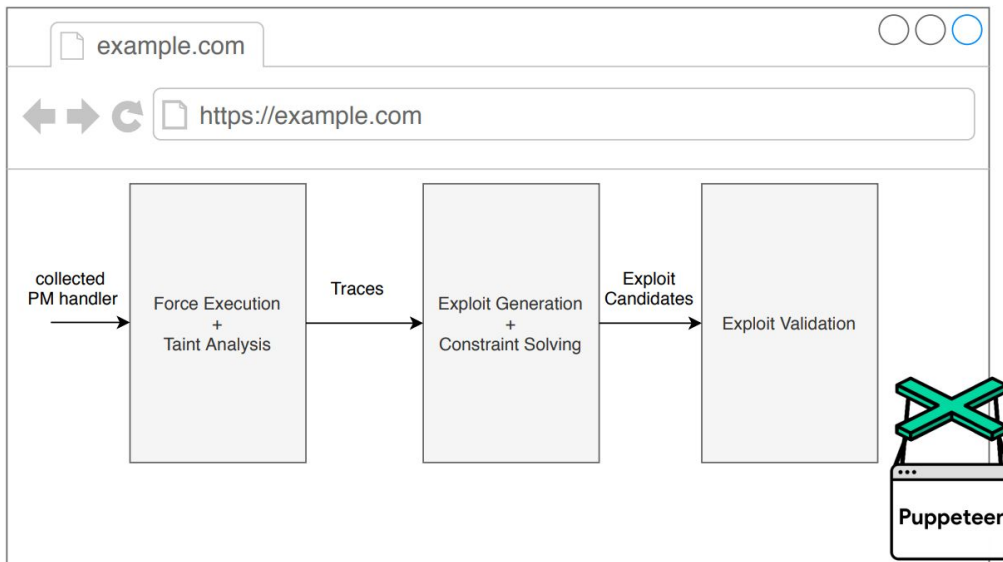 example.com
https://example.com
collected
PM handler
Force Execution
+
Taint Analysis
Traces
Exploit Generation
+
Constraint Solving
Exploit
Candidates
Exploit Validation
Puppeteer